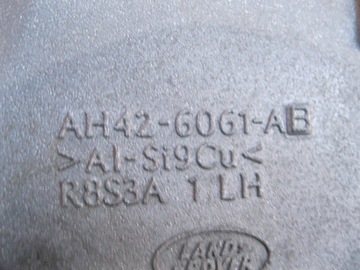 AH42-6061-AB
>Al-Si9Cu<
R8S3A 1 LH
LAND
ROVER